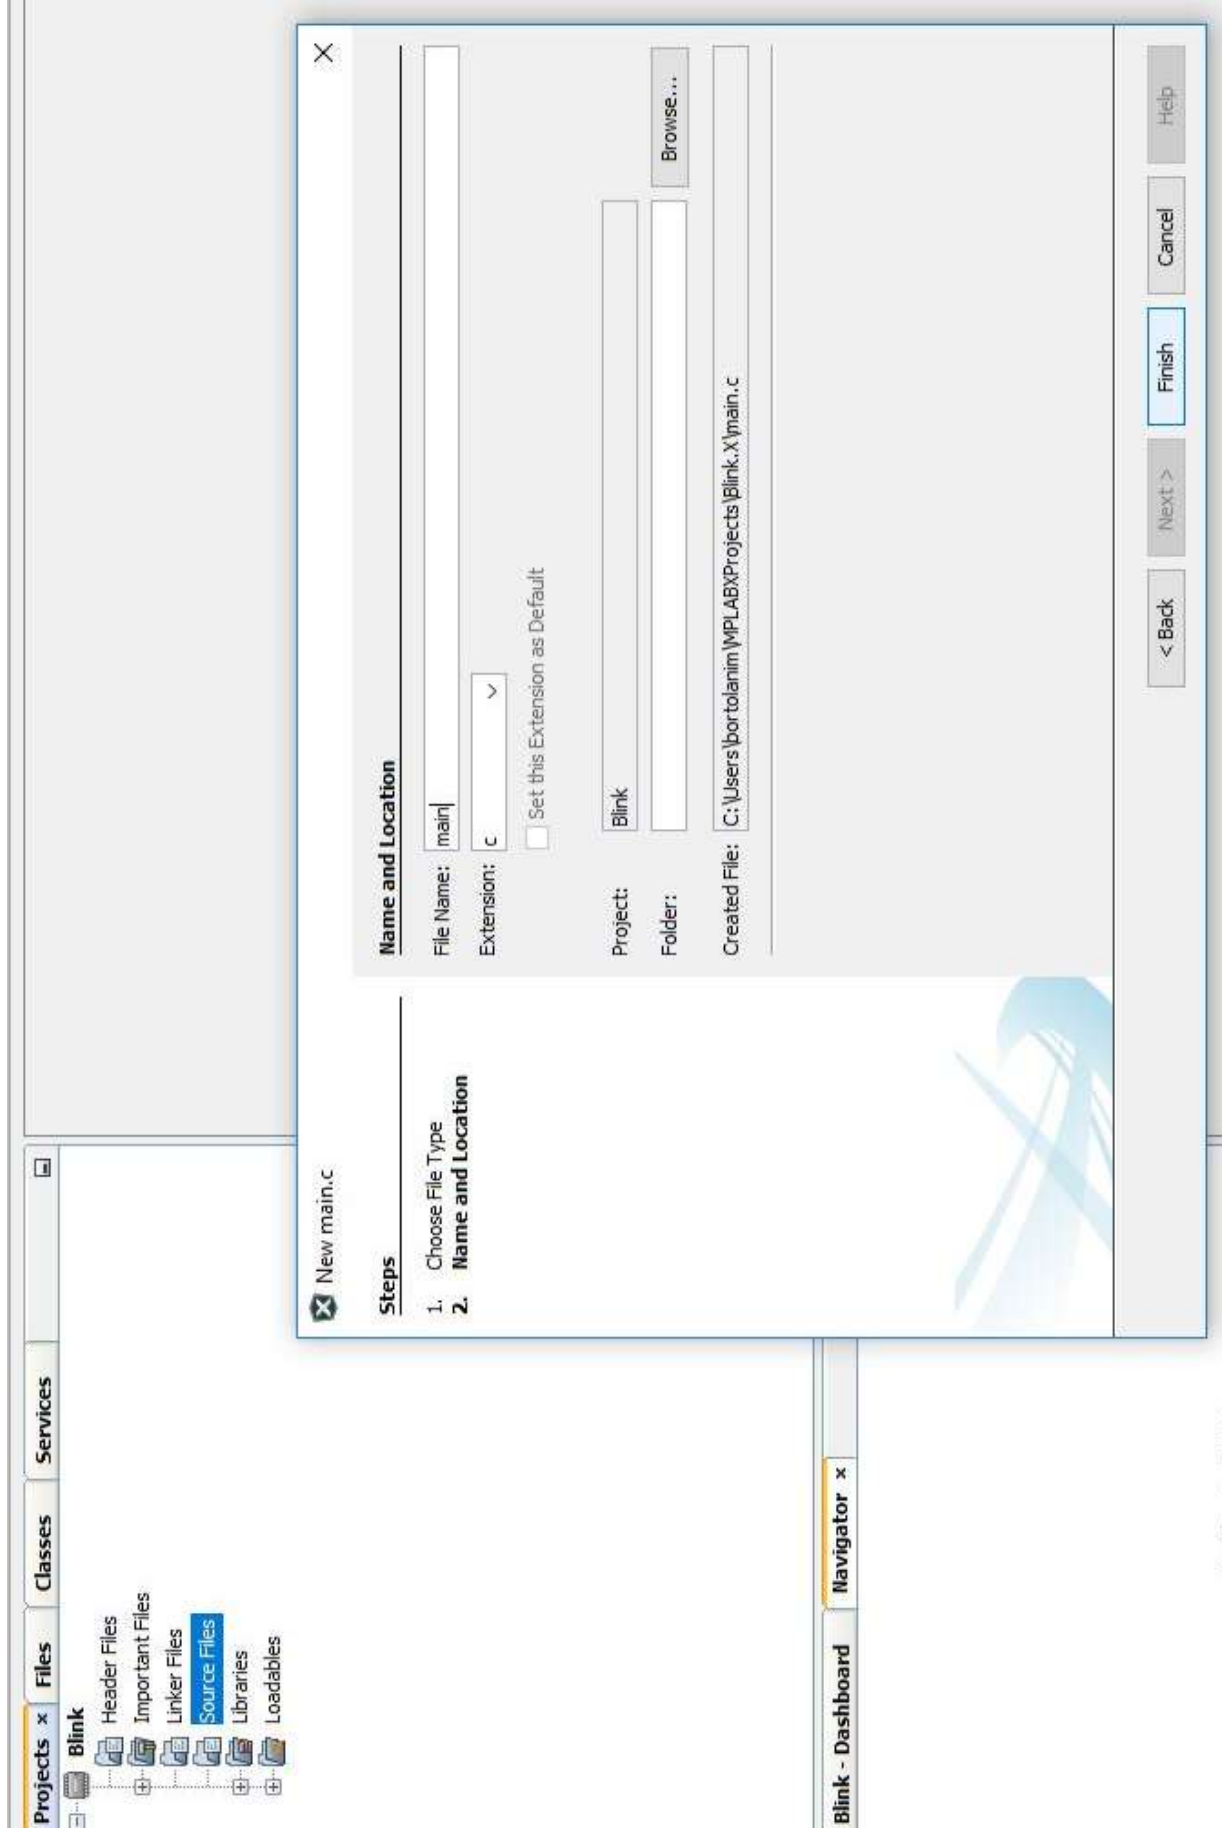 Projects x
Files
Classes
Services
Blink
Header Files
Important Files
Linker Files
Source Files
Libraries
Loadables
Blink - Dashboard
Navigator x
New main.c
Steps
1. Choose File Type
2. Name and Location
Name and Location
File Name: main
Extension: c
Set this Extension as Default
Project: Blink
Folder:
Browse...
Created File: C:\Users\bortolanim\MPLABXProjects\Blink.X\main.c
< Back
Next >
Finish
Cancel
Help